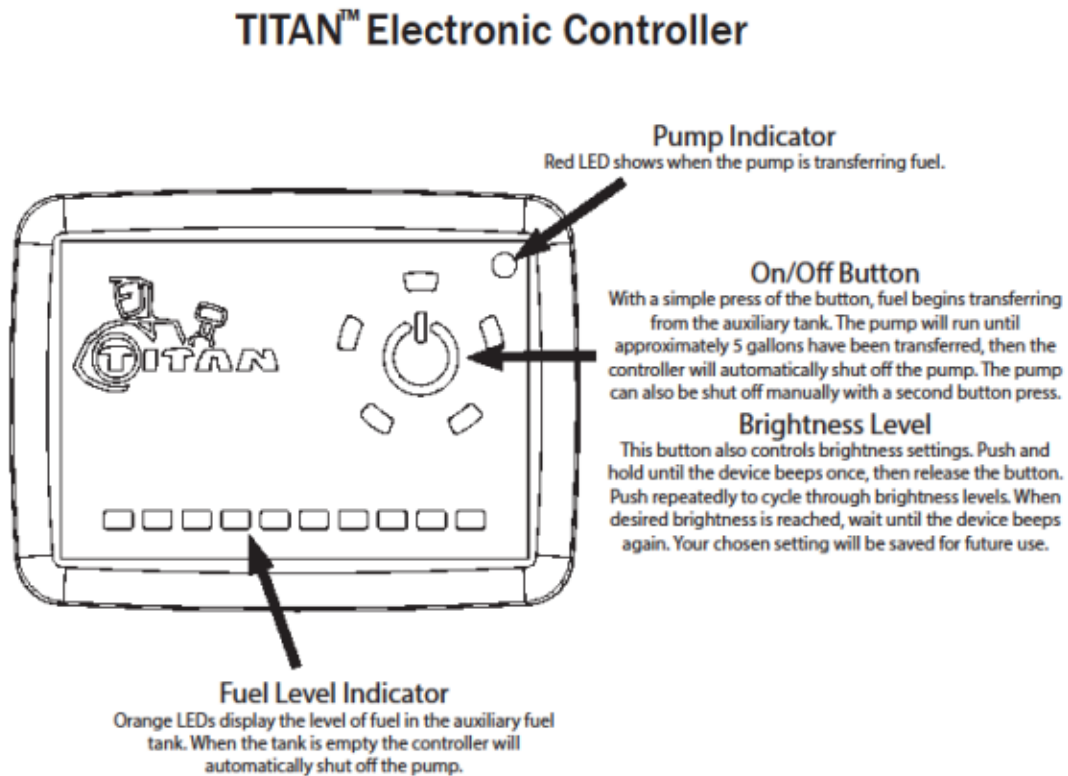 TITAN™ Electronic Controller
Pump Indicator
Red LED shows when the pump is transferring fuel.
On/Off Button
With a simple press of the button, fuel begins transferring
from the auxiliary tank. The pump will run until
approximately 5 gallons have been transferred, then the
controller will automatically shut off the pump. The pump
can also be shut off manually with a second button press.
Brightness Level
This button also controls brightness settings. Push and
hold until the device beeps once, then release the button.
Push repeatedly to cycle through brightness levels. When
desired brightness is reached, wait until the device beeps
again. Your chosen setting will be saved for future use.
TITAN
Fuel Level Indicator
Orange LEDs display the level of fuel in the auxiliary fuel
tank. When the tank is empty the controller will
automatically shut off the pump.